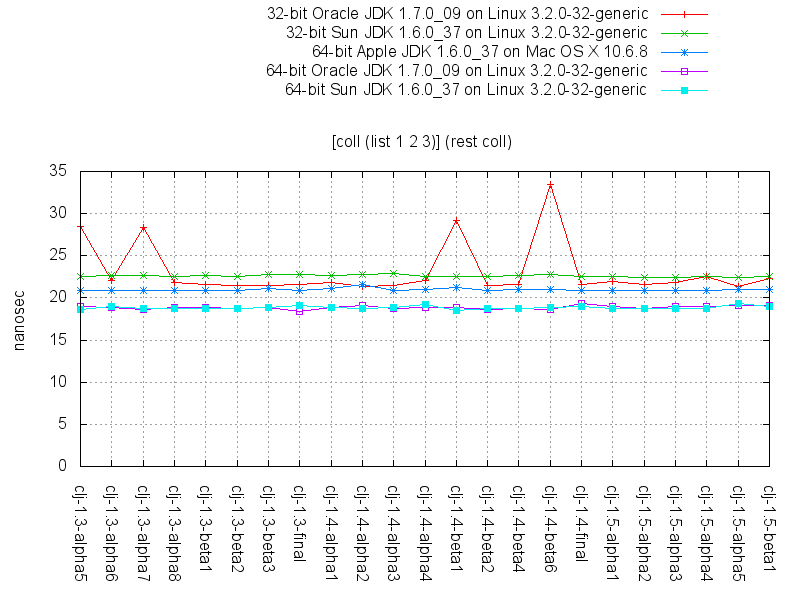 32-bit Oracle JDK 1.7.0_09 on Linux 3.2.0-32-generic
32-bit Sun JDK 1.6.0_37 on Linux 3.2.0-32-generic
64-bit Apple JDK 1.6.0_37 on Mac OS X 10.6.8
64-bit Oracle JDK 1.7.0_09 on Linux 3.2.0-32-generic
64-bit Sun JDK 1.6.0_37 on Linux 3.2.0-32-generic
[coll (list 1 2 3)] (rest coll)
35
30
25
20
15
10
5
0
nanosec
clj-1.3-alpha5
clj-1.3-alpha6
clj-1.3-alpha7
clj-1.3-alpha8
clj-1.3-beta1
clj-1.3-beta2
clj-1.3-beta3
clj-1.3-final
clj-1.4-alpha1
clj-1.4-alpha2
clj-1.4-alpha3
clj-1.4-alpha4
clj-1.4-beta1
clj-1.4-beta2
clj-1.4-beta4
clj-1.4-beta6
clj-1.4-final
clj-1.5-alpha1
clj-1.5-alpha2
clj-1.5-alpha3
clj-1.5-alpha4
clj-1.5-alpha5
clj-1.5-beta1